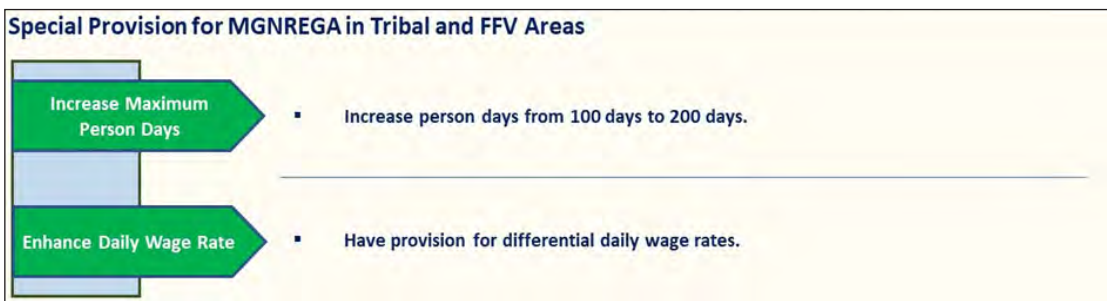 Special Provision for MGNREGA in Tribal and FFV Areas
Increase Maximum
Person Days
▪ Increase person days from 100 days to 200 days.
Enhance Daily Wage Rate
▪ Have provision for differential daily wage rates.